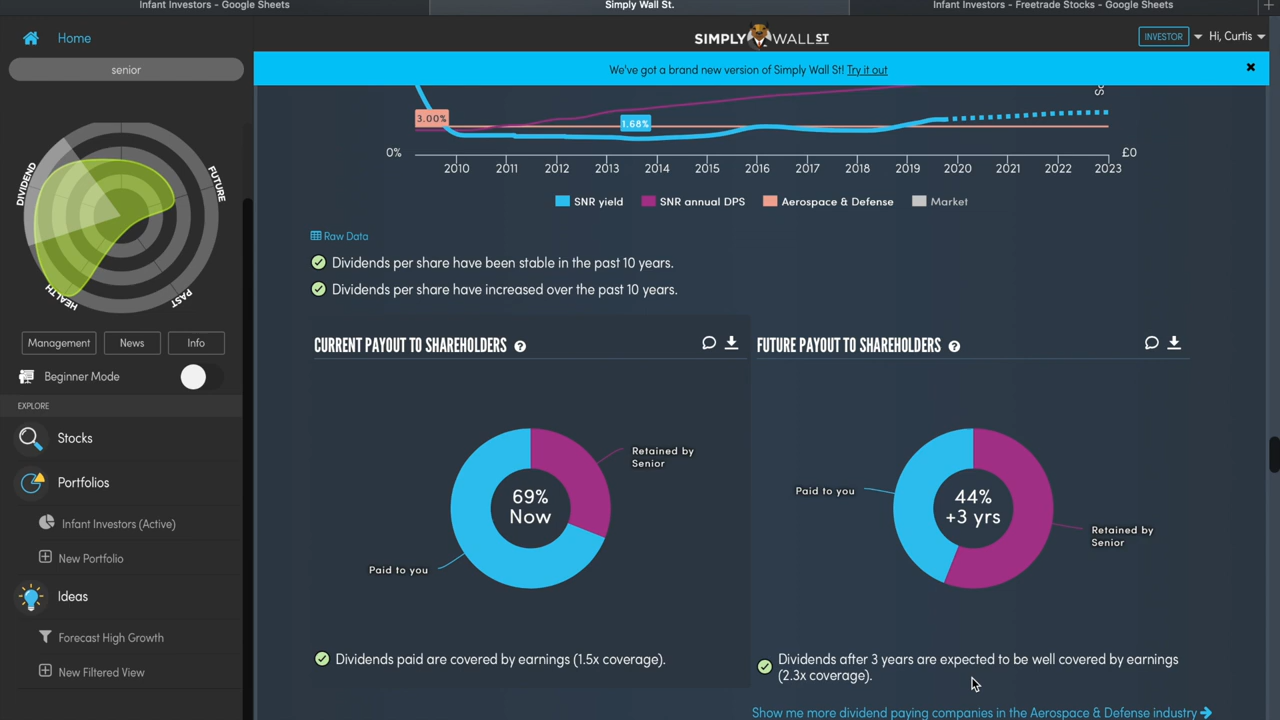 Infant Investors - Google Sheets
Simply Wall St.
Infant Investors - Freetrade Stocks - Google Sheets
Home
senior
SIMPLY WALL ST
INVESTOR
Hi, Curtis
We've got a brand new version of Simply Wall St! Try it out
DIVIDEND
FUTURE
HEALTH
PAST
Management
News
Info
Beginner Mode
EXPLORE
Stocks
Portfolios
Infant Investors (Active)
New Portfolio
Ideas
Forecast High Growth
New Filtered View
3.00%
1.68%
0%
£0
2010 2011 2012 2013 2014 2015 2016 2017 2018 2019 2020 2021 2022 2023
SNR yield
SNR annual DPS
Aerospace & Defense
Market
Raw Data
Dividends per share have been stable in the past 10 years.
Dividends per share have increased over the past 10 years.
CURRENT PAYOUT TO SHAREHOLDERS
Retained by
Senior
69%
Now
Paid to you
Dividends paid are covered by earnings (1.5x coverage).
FUTURE PAYOUT TO SHAREHOLDERS
Paid to you
44%
+3 yrs
Retained by
Senior
Dividends after 3 years are expected to be well covered by earnings
(2.3x coverage).
Show me more dividend paying companies in the Aerospace & Defense industry